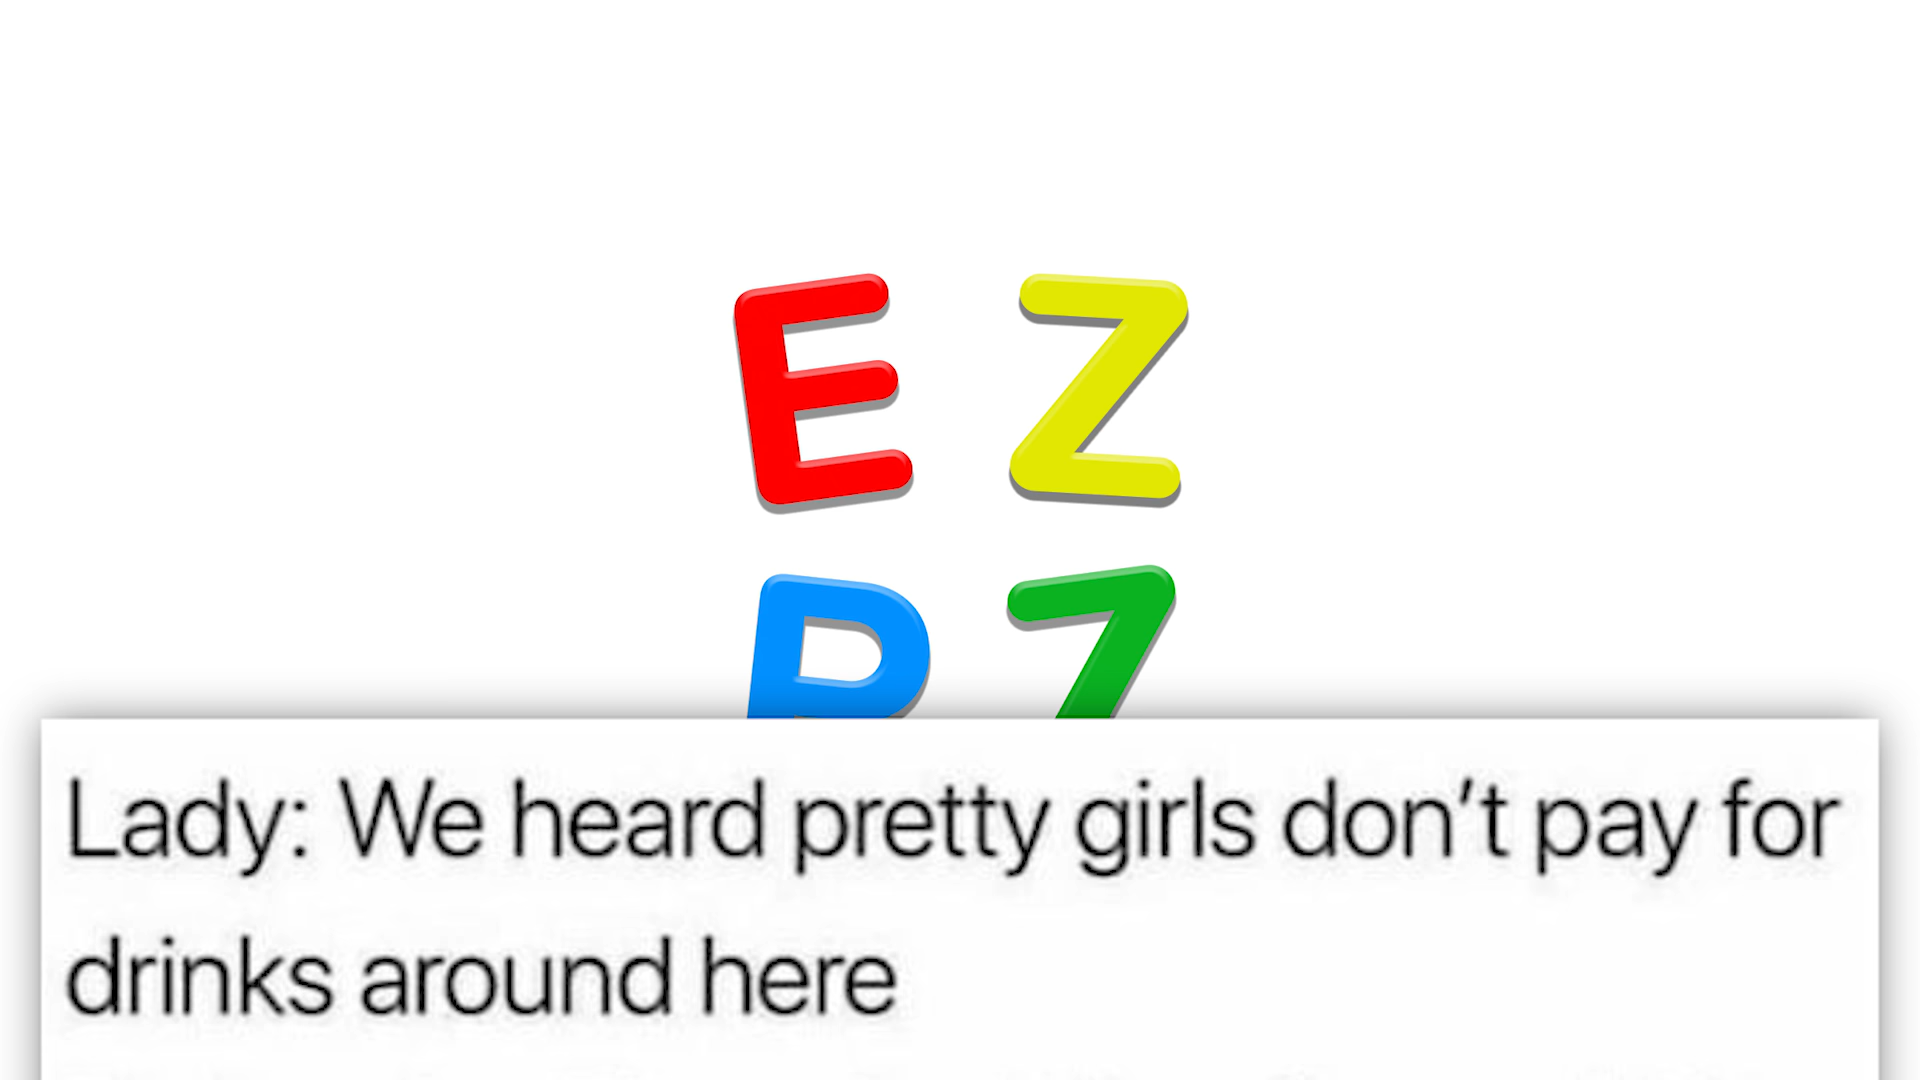 E Z
P Z
Lady: We heard pretty girls don’t pay for
drinks around here